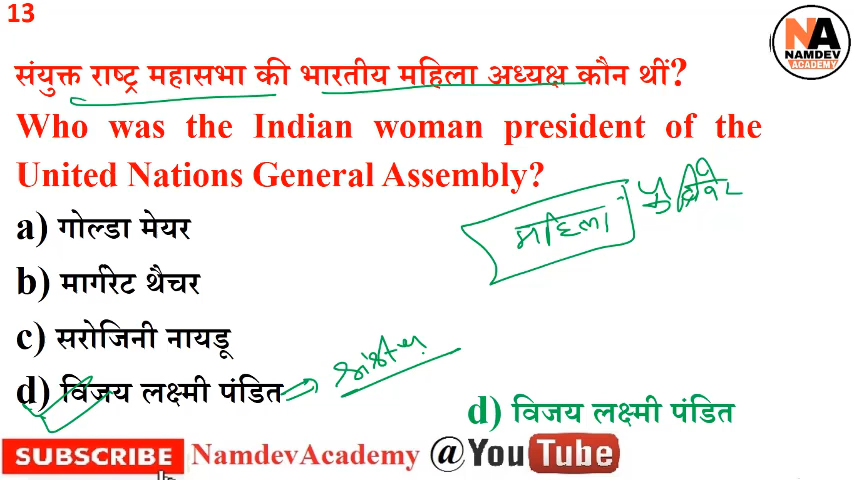 13
NA
NAMDEV
ACADEMY
संयुक्त राष्ट्र महासभा की भारतीय महिला अध्यक्ष कौन थीं?
Who was the Indian woman president of the
United Nations General Assembly?
a) गोल्डा मेयर
महिला
b) मार्गरेट थैचर
c) सरोजिनी नायडू
d) विजय लक्ष्मी पंडित
d) विजय लक्ष्मी पंडित
SUBSCRIBE NamdevAcademy @YouTube